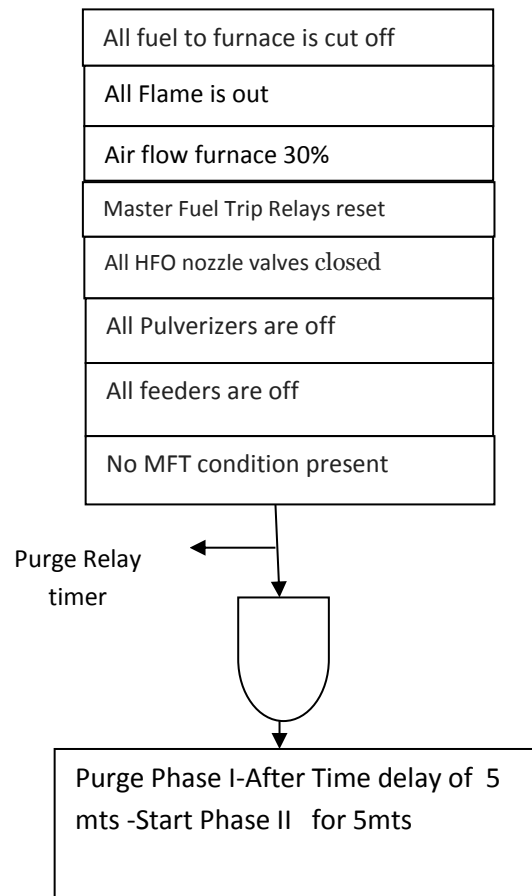 All fuel to furnace is cut off
All Flame is out
Air flow furnace 30%
Master Fuel Trip Relays reset
All HFO nozzle valves closed
All Pulverizers are off
All feeders are off
No MFT condition present
Purge Relay
timer
Purge Phase I-After Time delay of 5
mts -Start Phase II for 5mts